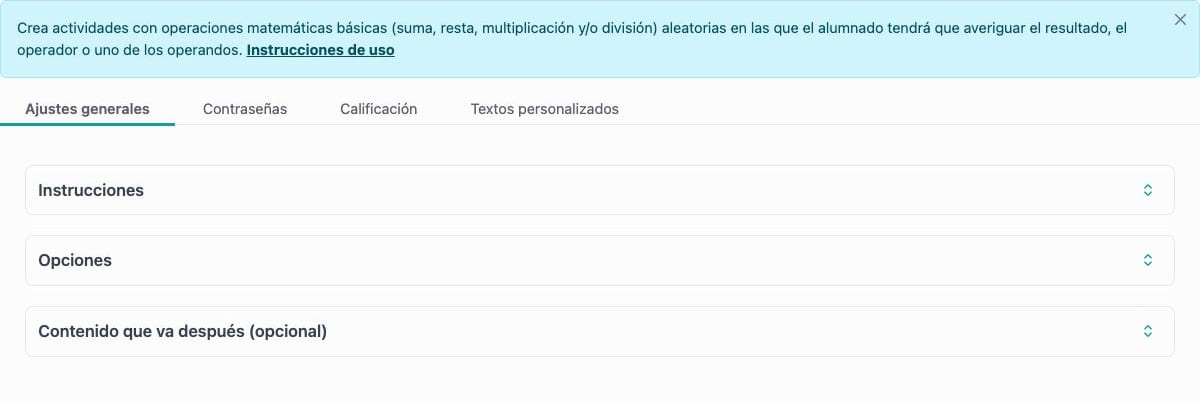 Crea actividades con operaciones matemáticas básicas (suma, resta, multiplicación y/o división) aleatorias en las que el alumnado tendrá que averiguar el resultado, el
operador o uno de los operandos. Instrucciones de uso
Ajustes generales Contraseñas Calificación Textos personalizados
Instrucciones
Opciones
Contenido que va después (opcional)